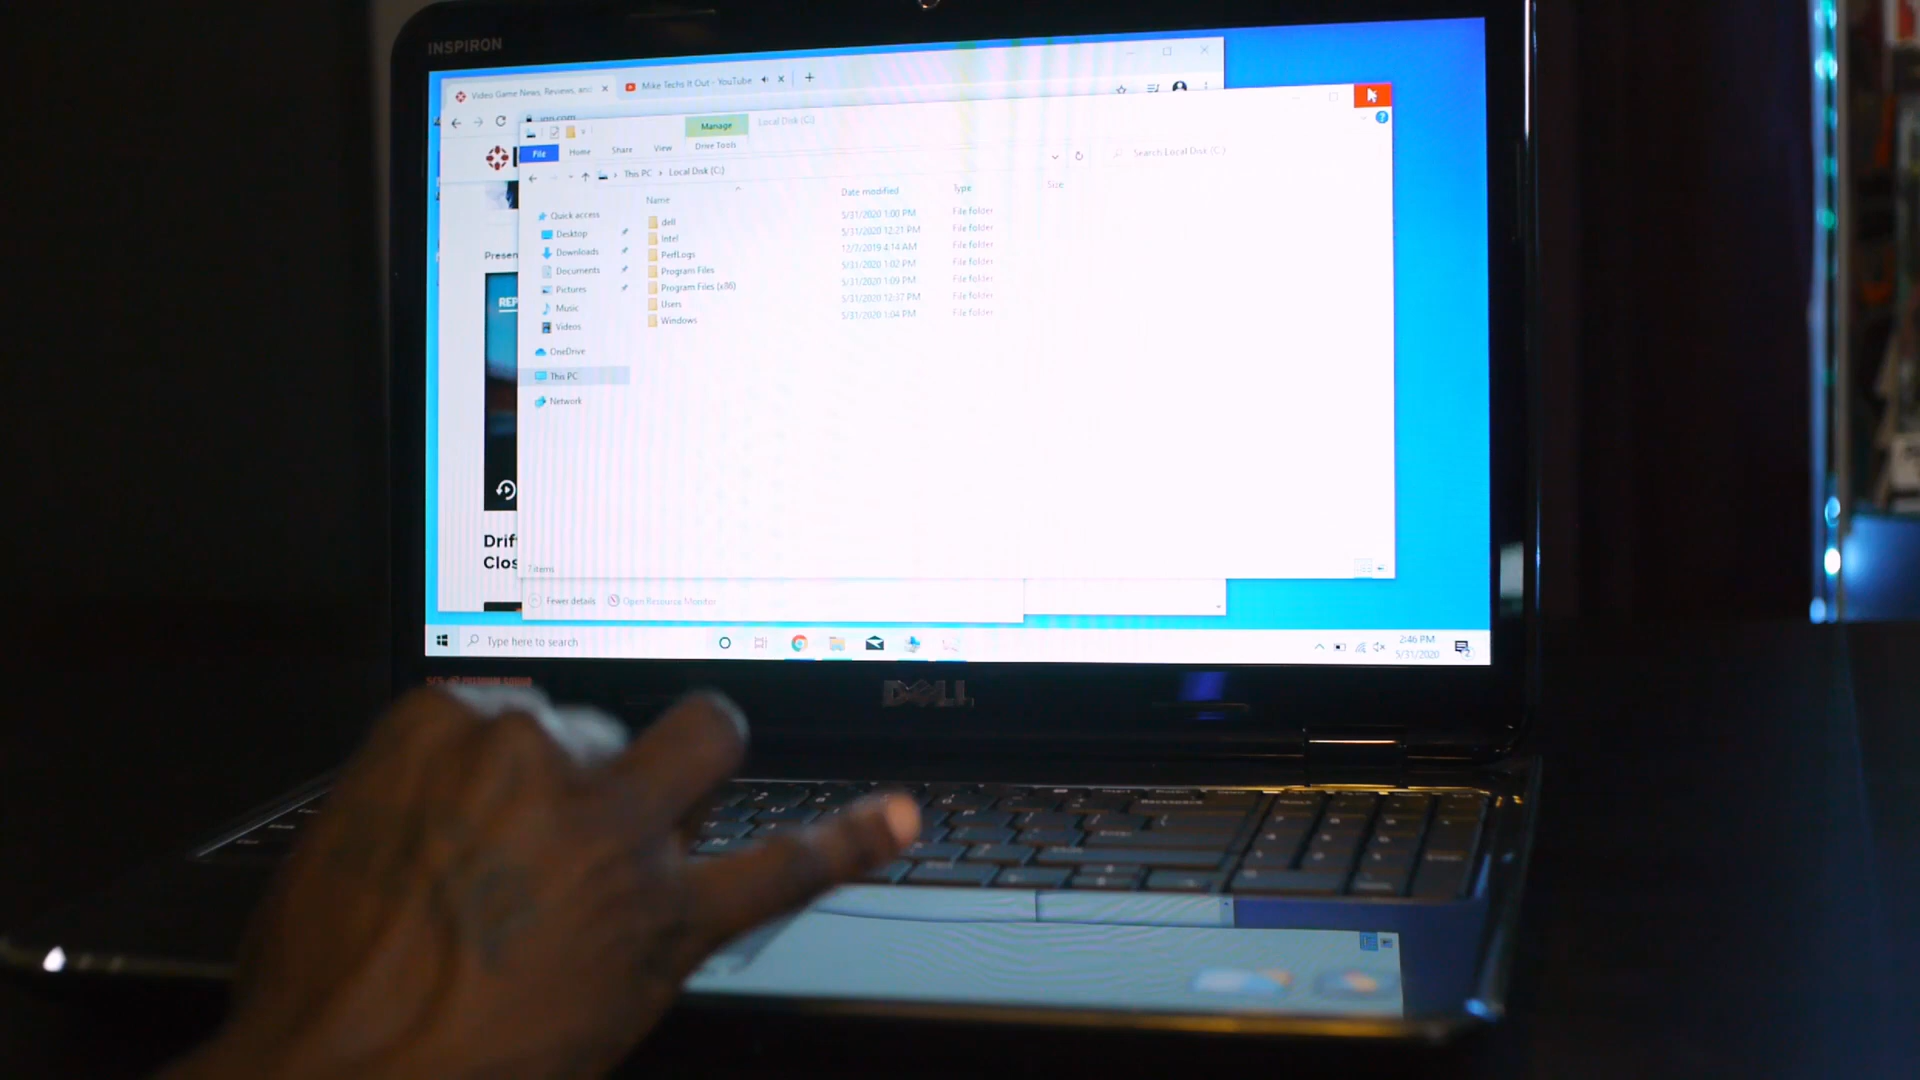 INSPIRON
Video Game News, Reviews, and
Mike Techs It Out - YouTube
ign.com
Manage
Local Disk (C:)
File
Home
Share
View
Drive Tools
This PC > Local Disk (C:)
Search Local Disk (C:)
Name
Date modified
Type
Size
Quick access
Desktop
Downloads
Documents
Pictures
Music
Videos
OneDrive
This PC
Network
dell 5/31/2020 1:00 PM File folder
Intel 5/31/2020 12:21 PM File folder
PerfLogs 12/7/2019 4:14 AM File folder
Program Files 5/31/2020 1:02 PM File folder
Program Files (x86) 5/31/2020 1:09 PM File folder
Users 5/31/2020 12:37 PM File folder
Windows 5/31/2020 1:04 PM File folder
Presen
REP
Drif
Clos
7 items
Fewer details
Open Resource Monitor
Type here to search
2:46 PM
5/31/2020
DELL
Backspace